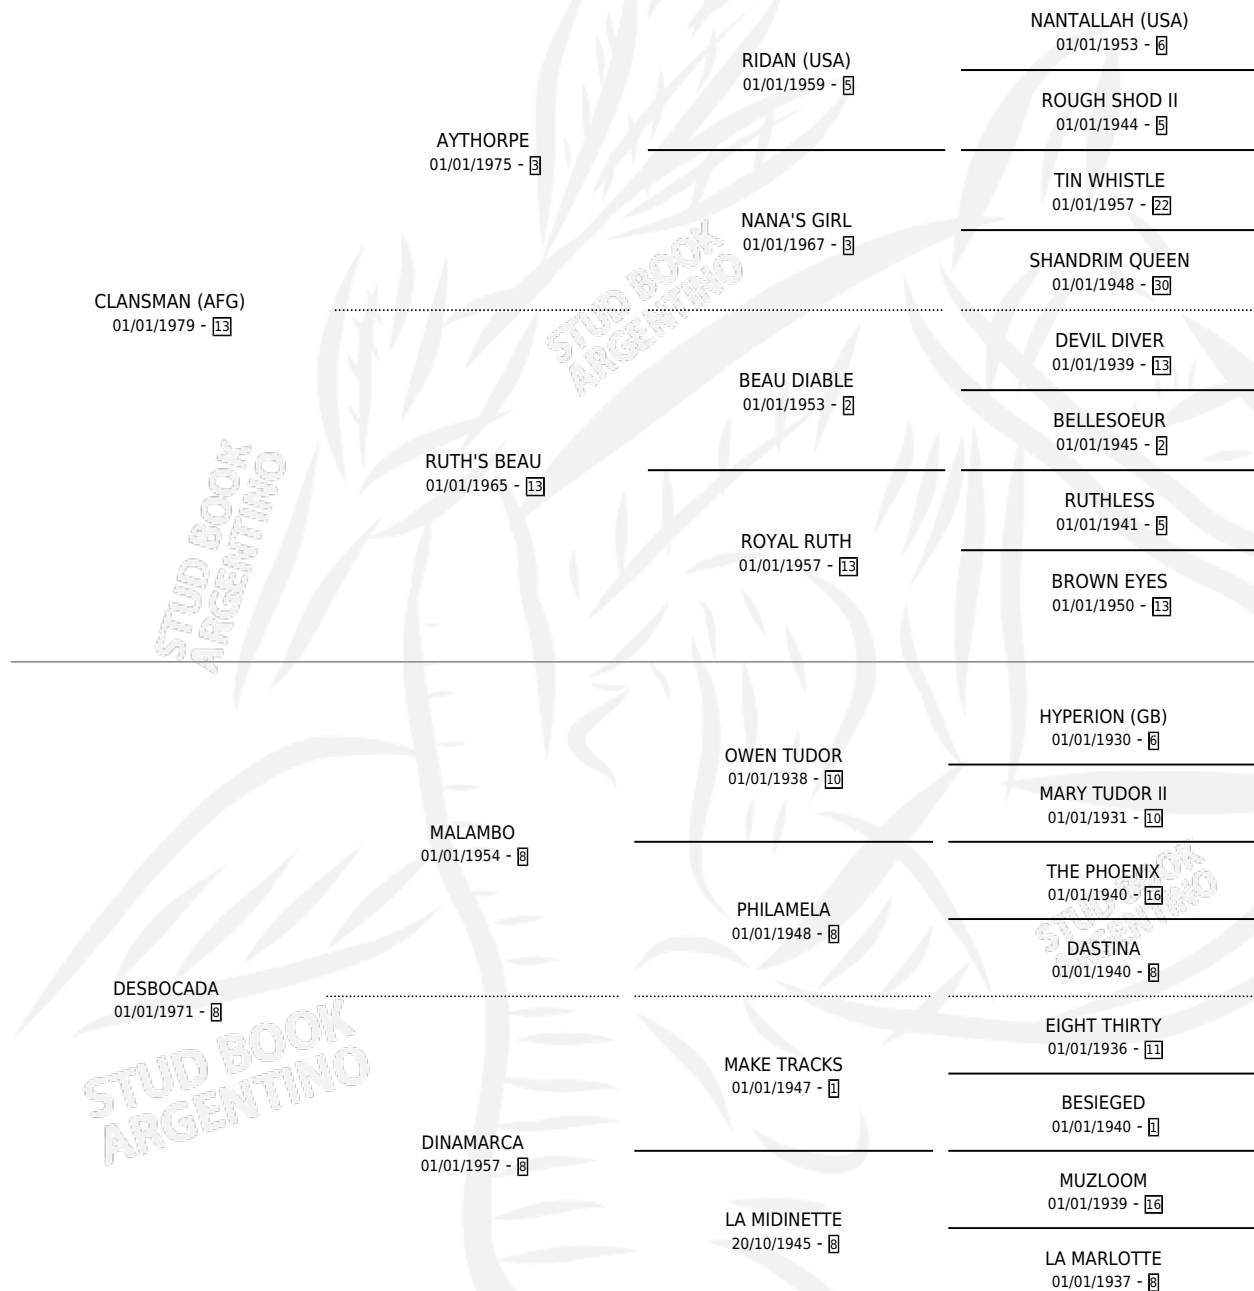 NANTALLAH (USA)
01/01/1953 - 6
RIDAN (USA)
01/01/1959 - 5
ROUGH SHOD II
01/01/1944 - 5
AYTHORPE
01/01/1975 - 3
TIN WHISTLE
01/01/1957 - 22
NANA'S GIRL
01/01/1967 - 3
SHANDRIM QUEEN
01/01/1948 - 30
CLANSMAN (AFG)
01/01/1979 - 13
DEVIL DIVER
01/01/1939 - 13
BEAU DIABLE
01/01/1953 - 2
BELLESOEUR
01/01/1945 - 2
RUTH'S BEAU
01/01/1965 - 13
RUTHLESS
01/01/1941 - 5
ROYAL RUTH
01/01/1957 - 13
BROWN EYES
01/01/1950 - 13
HYPERION (GB)
01/01/1930 - 6
OWEN TUDOR
01/01/1938 - 10
MARY TUDOR II
01/01/1931 - 10
MALAMBO
01/01/1954 - 8
THE PHOENIX
01/01/1940 - 16
PHILAMELA
01/01/1948 - 8
DASTINA
01/01/1940 - 8
DESBOCADA
01/01/1971 - 8
EIGHT THIRTY
01/01/1936 - 11
MAKE TRACKS
01/01/1947 - 1
BESIEGED
01/01/1940 - 1
DINAMARCA
01/01/1957 - 8
MUZLOOM
01/01/1939 - 16
LA MIDINETTE
20/10/1945 - 8
LA MARLOTTE
01/01/1937 - 8
STUD BOOK
ARGENTINO
STUD BOOK
ARGENTINO
STUD BOOK
ARGENTINO
STUD BOOK
ARGENTINO